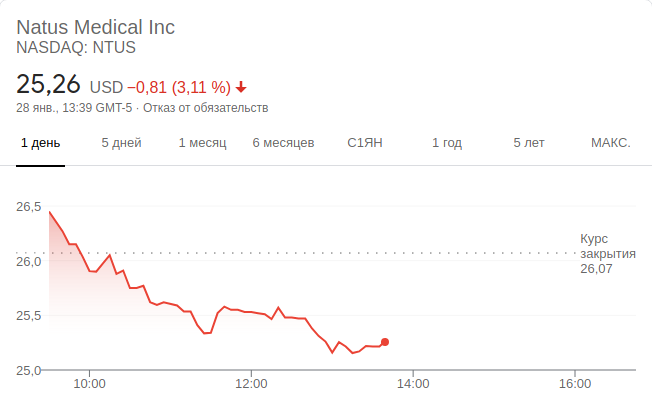 Natus Medical Inc
NASDAQ: NTUS
25,26 USD −0,81 (3,11 %)
28 янв., 13:39 GMT-5 · Отказ от обязательств
1 день 5 дней 1 месяц 6 месяцев С1ЯН 1 год 5 лет МАКС.
26,5
Курс
закрытия
26,07
26,0
25,5
25,0
10:00 12:00 14:00 16:00